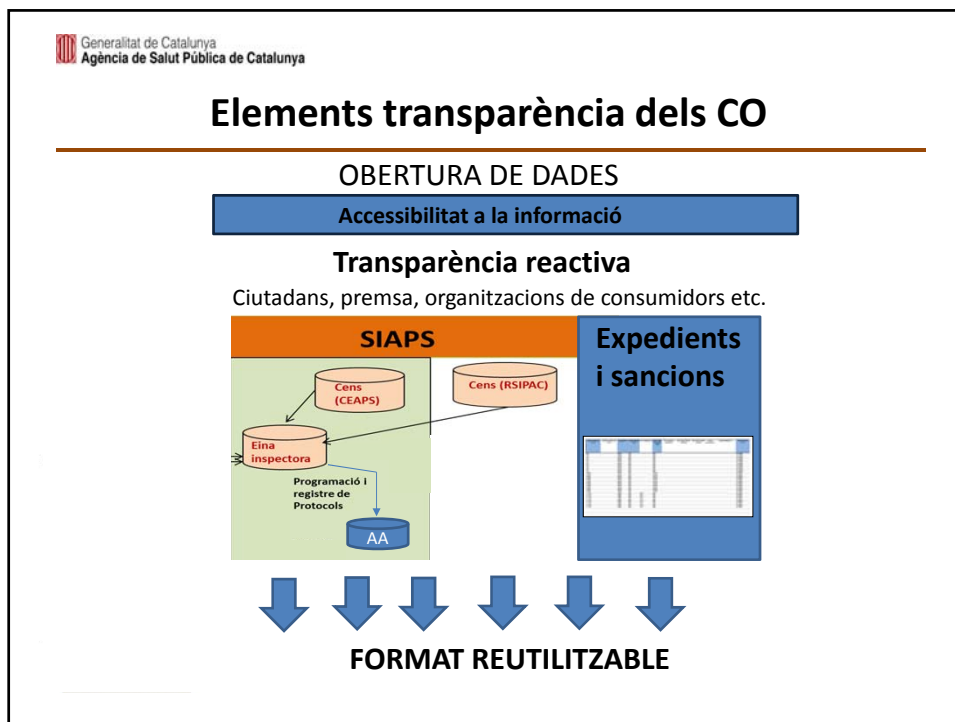 Generalitat de Catalunya
Agència de Salut Pública de Catalunya
Elements transparència dels CO
OBERTURA DE DADES
Accessibilitat a la informació
Transparència reactiva
Ciutadans, premsa, organitzacions de consumidors etc.
SIAPS
Expedients
i sancions
Cens
(CEAPS)
Cens (RSIPAC)
Eina
inspectora
Programació i
registre de
Protocols
AA
FORMAT REUTILITZABLE